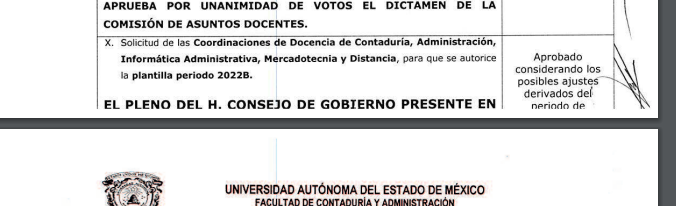 APRUEBA POR UNANIMIDAD DE VOTOS EL DICTAMEN DE LA
COMISIÓN DE ASUNTOS DOCENTES.
X. Solicitud de las Coordinaciones de Docencia de Contaduría, Administración,
Informática Administrativa, Mercadotecnia y Distancia, para que se autorice
la plantilla periodo 2022B.
Aprobado
considerando los
posibles ajustes
derivados del
periodo de
EL PLENO DEL H. CONSEJO DE GOBIERNO PRESENTE EN
UNIVERSIDAD AUTÓNOMA DEL ESTADO DE MÉXICO
FACULTAD DE CONTADURÍA Y ADMINISTRACIÓN